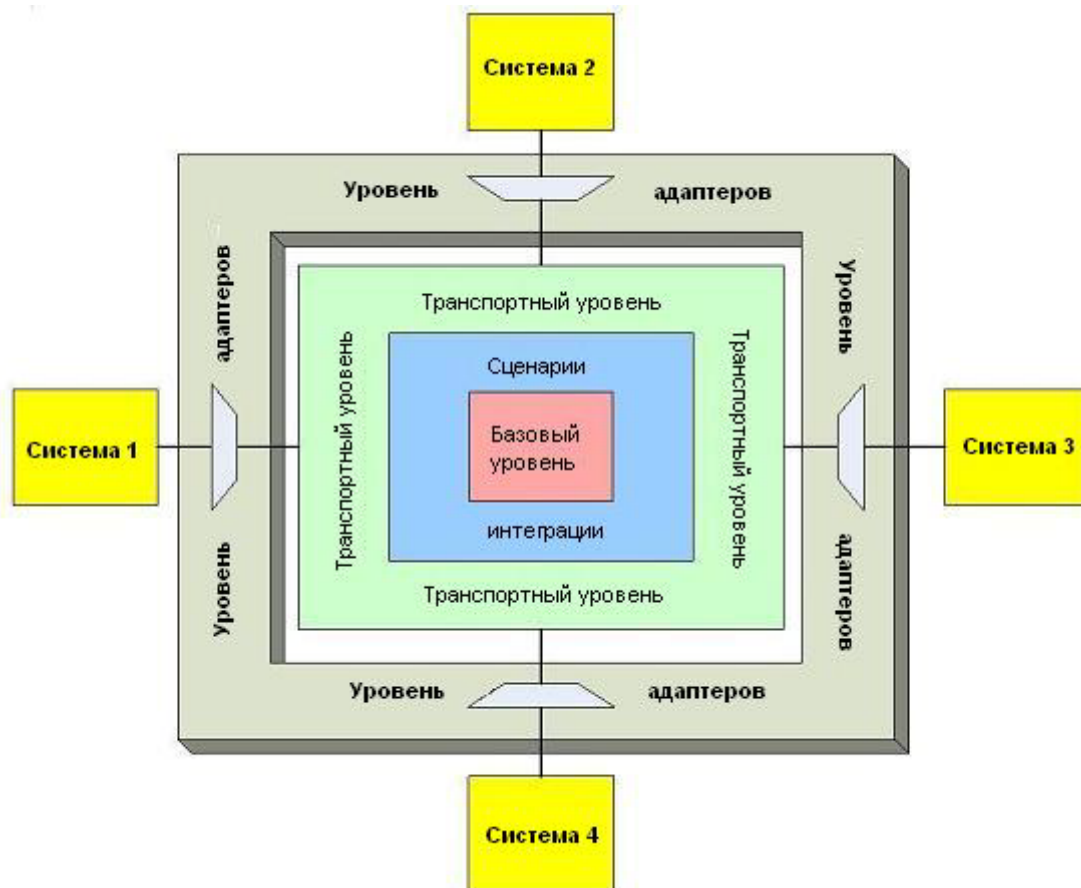 Система 2
Уровень адаптеров
адаптеров
Уровень
Транспортный уровень
Транспортный уровень
Сценарии
Транспортный уровень
Система 1
Базовый
уровень
Система 3
интеграции
Уровень
адаптеров
Транспортный уровень
Уровень адаптеров
Система 4